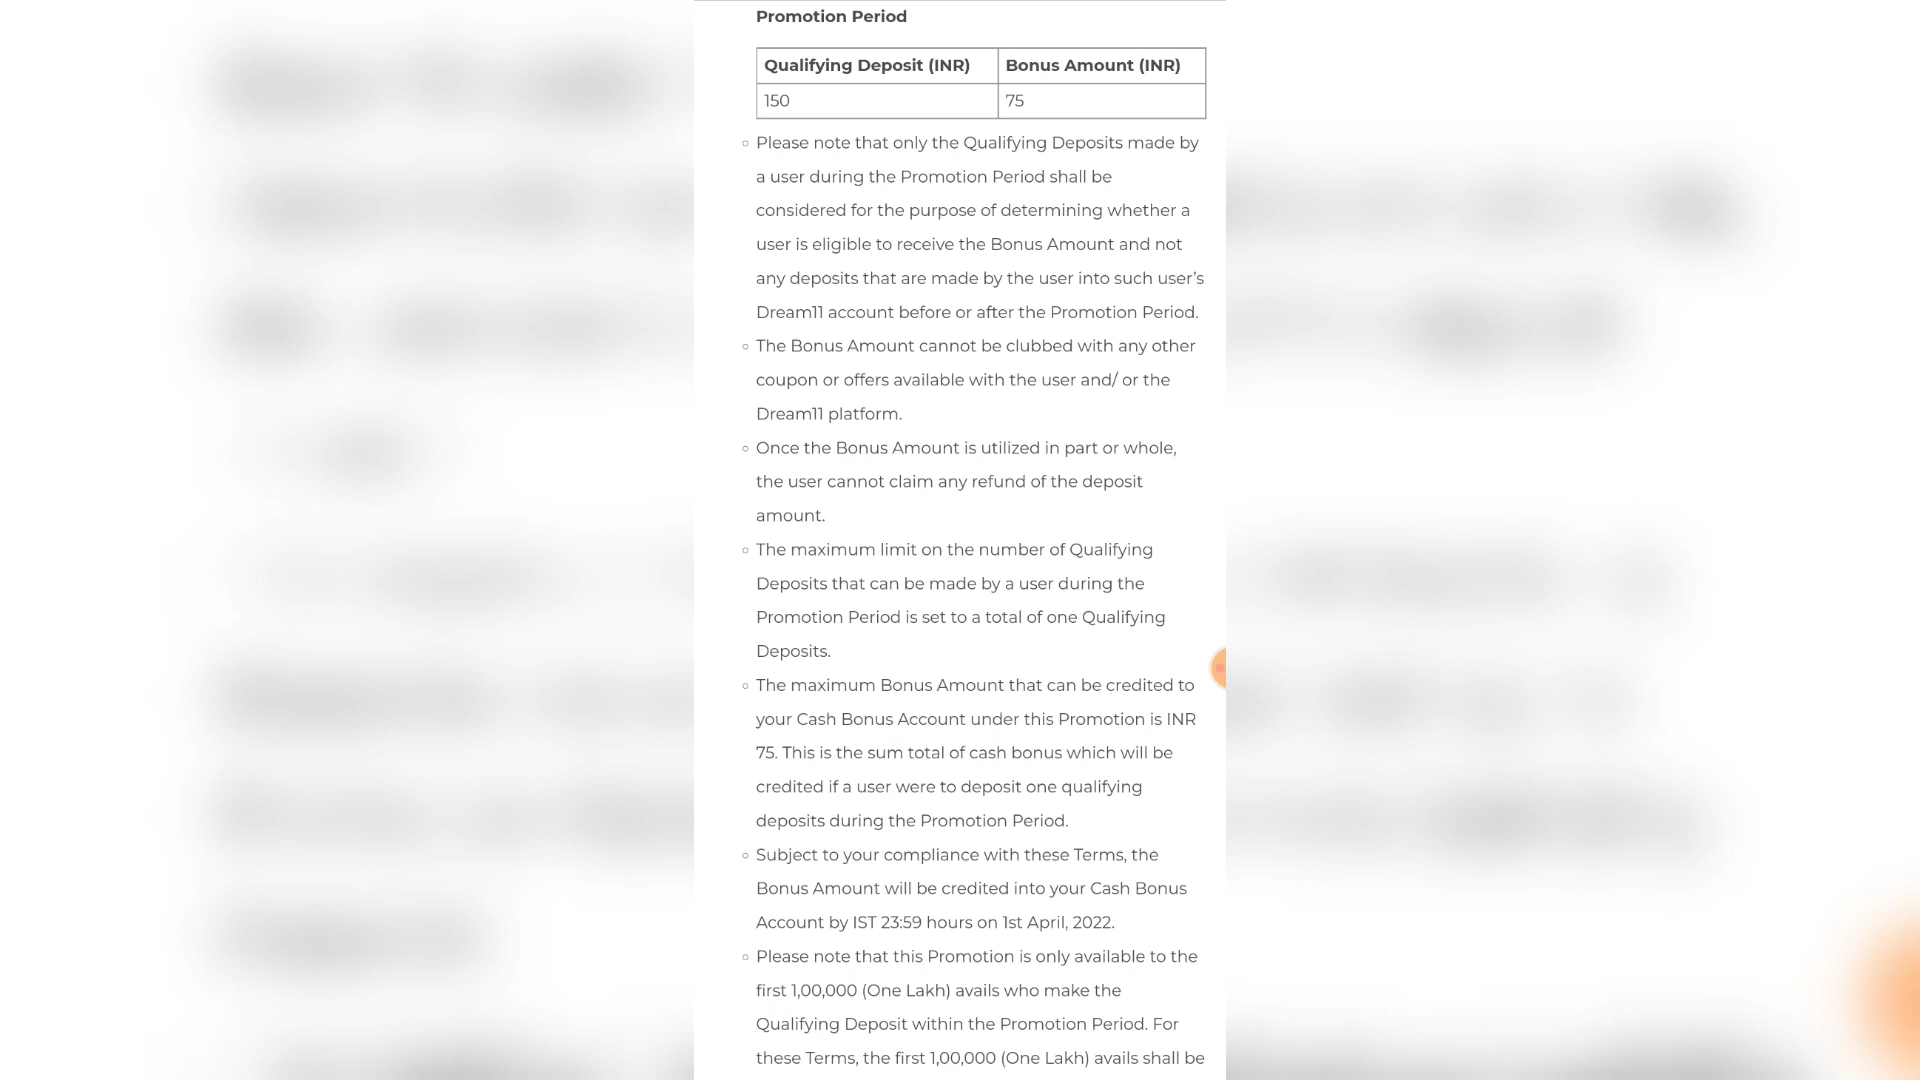 Promotion Period
Qualifying Deposit (INR) Bonus Amount (INR)
150 75
Please note that only the Qualifying Deposits made by
a user during the Promotion Period shall be
considered for the purpose of determining whether a
user is eligible to receive the Bonus Amount and not
any deposits that are made by the user into such user's
Dream11 account before or after the Promotion Period.
The Bonus Amount cannot be clubbed with any other
coupon or offers available with the user and/ or the
Dream11 platform.
Once the Bonus Amount is utilized in part or whole,
the user cannot claim any refund of the deposit
amount.
The maximum limit on the number of Qualifying
Deposits that can be made by a user during the
Promotion Period is set to a total of one Qualifying
Deposits.
The maximum Bonus Amount that can be credited to
your Cash Bonus Account under this Promotion is INR
75. This is the sum total of cash bonus which will be
credited if a user were to deposit one qualifying
deposits during the Promotion Period.
Subject to your compliance with these Terms, the
Bonus Amount will be credited into your Cash Bonus
Account by IST 23:59 hours on 1st April, 2022.
Please note that this Promotion is only available to the
first 1,00,000 (One Lakh) avails who make the
Qualifying Deposit within the Promotion Period. For
these Terms, the first 1,00,000 (One Lakh) avails shall be